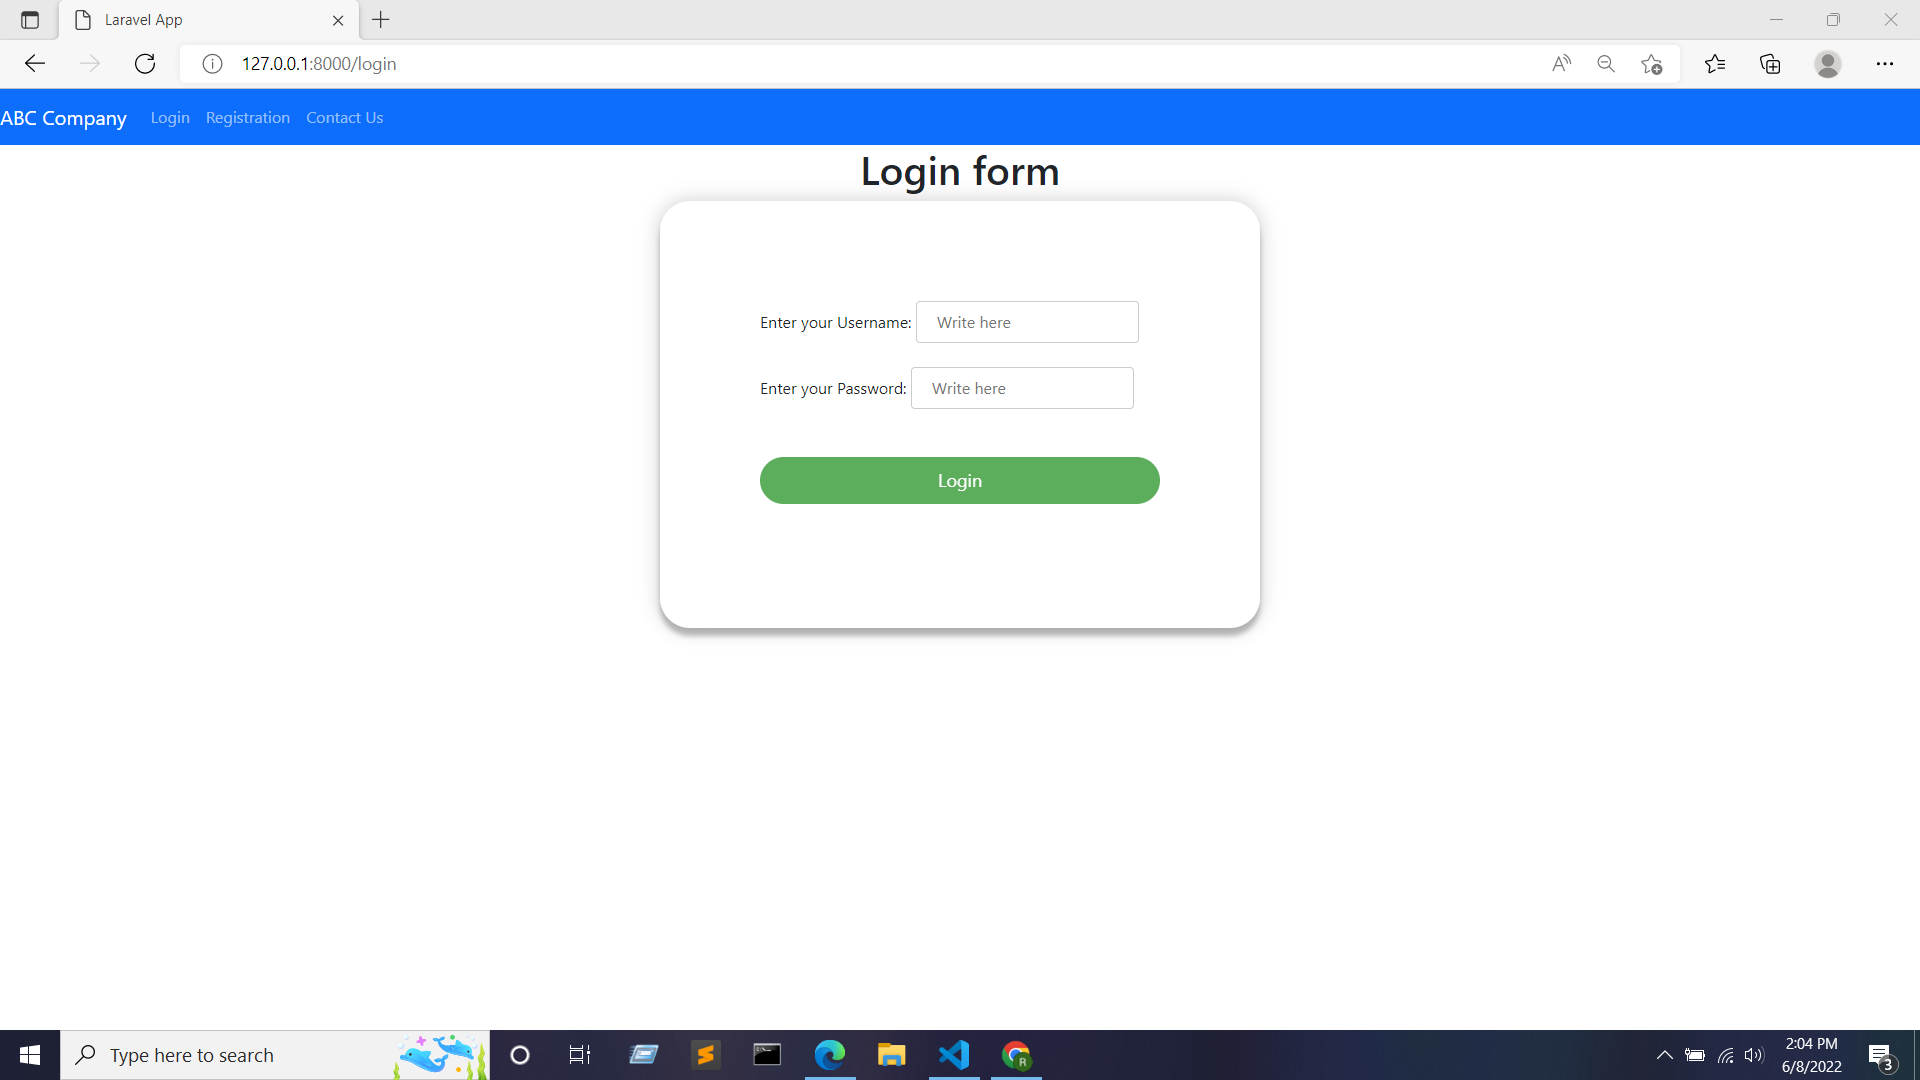 Laravel App
127.0.0.1:8000/login
ABC Company Login Registration Contact Us
Login form
Enter your Username: Write here
Enter your Password: Write here
Login
Type here to search
2:04 PM
6/8/2022
3
R